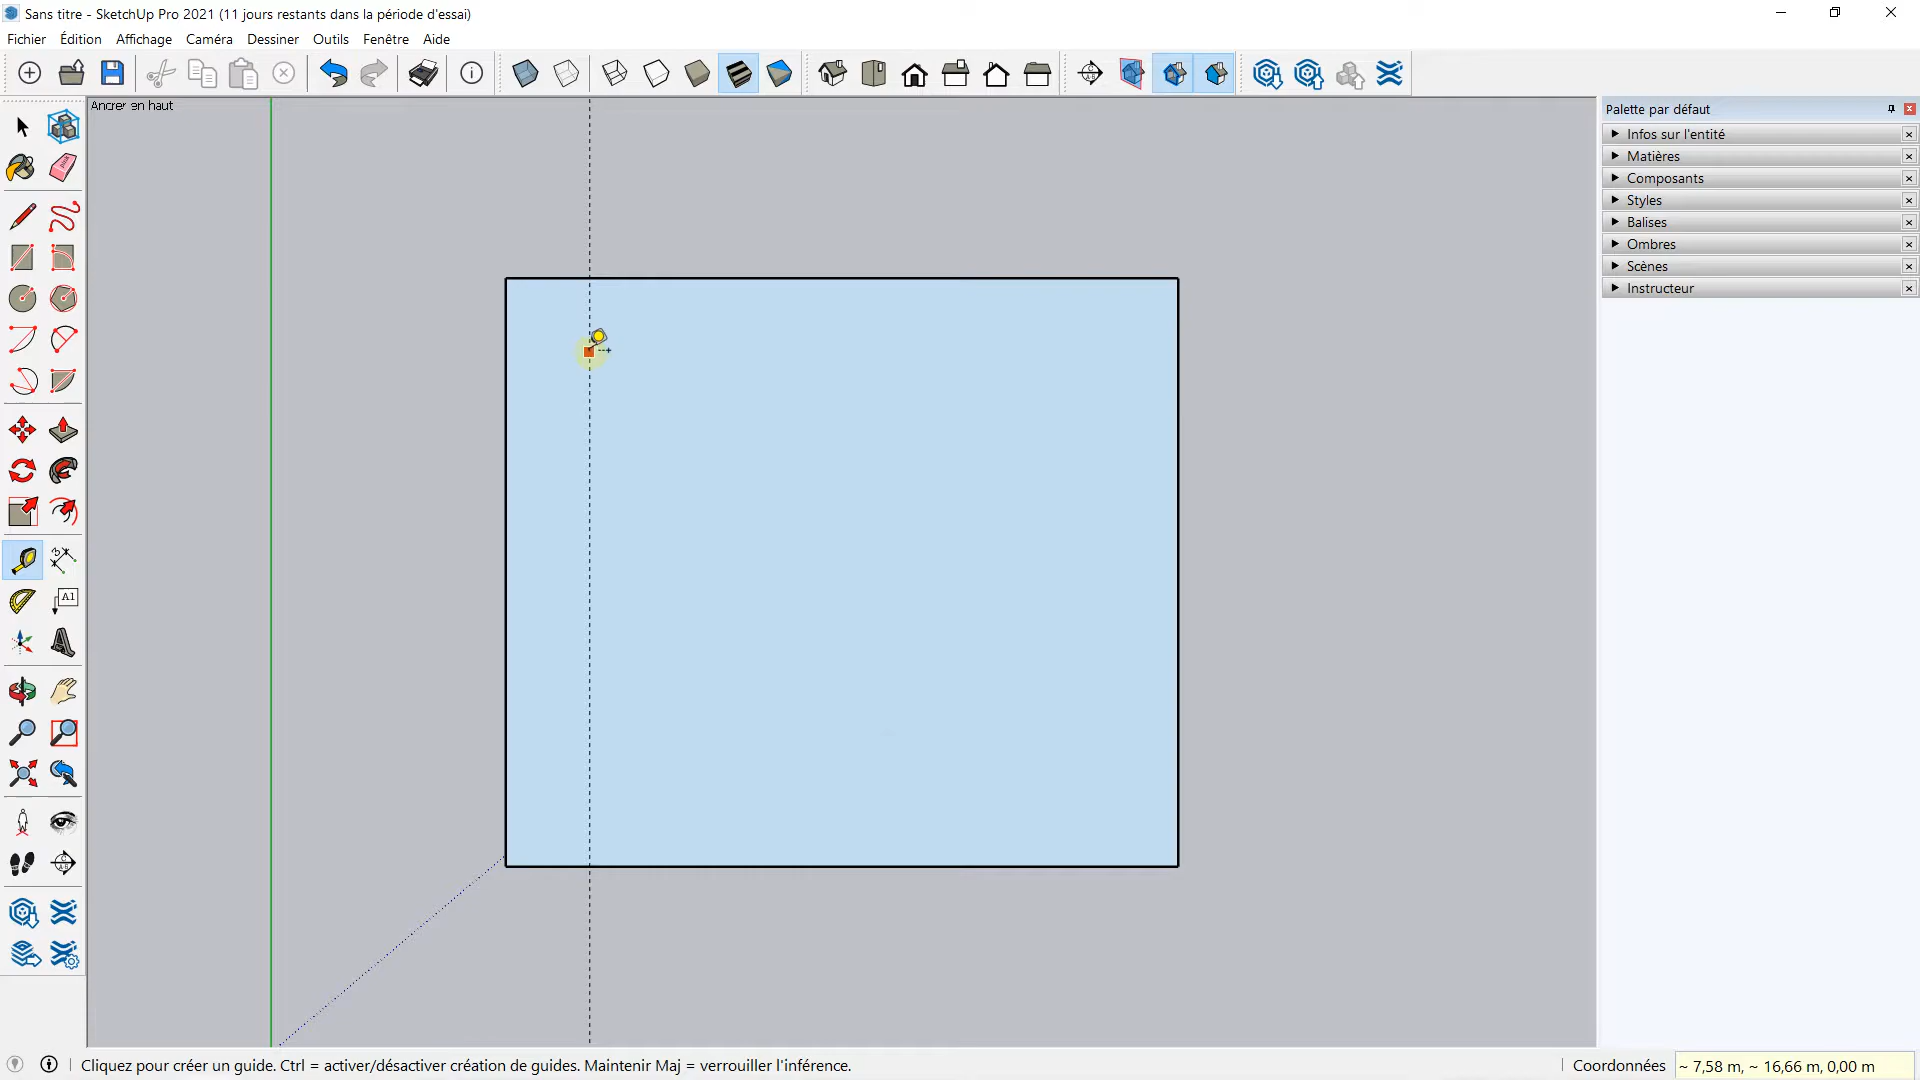 Sans titre - SketchUp Pro 2021 (11 jours restants dans la période d'essai)
Fichier Édition Affichage Caméra Dessiner Outils Fenêtre Aide
Ancrer en haut
Palette par défaut
Infos sur l'entité
Matières
Composants
Styles
Balises
Ombres
Scènes
Instructeur
A1
Cliquez pour créer un guide. Ctrl = activer/désactiver création de guides. Maintenir Maj = verrouiller l'inférence.
Coordonnées ~ 7,58 m, ~ 16,66 m, 0,00 m